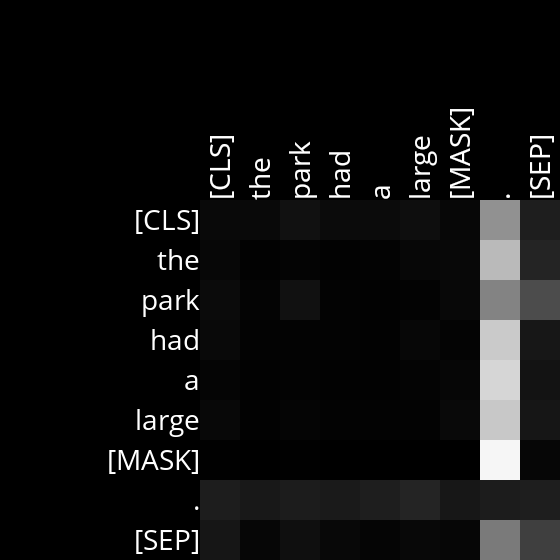 [CLS] the park had a large [MASK] . [SEP]
[CLS]
the
park
had
a
large
[MASK]
.
[SEP]